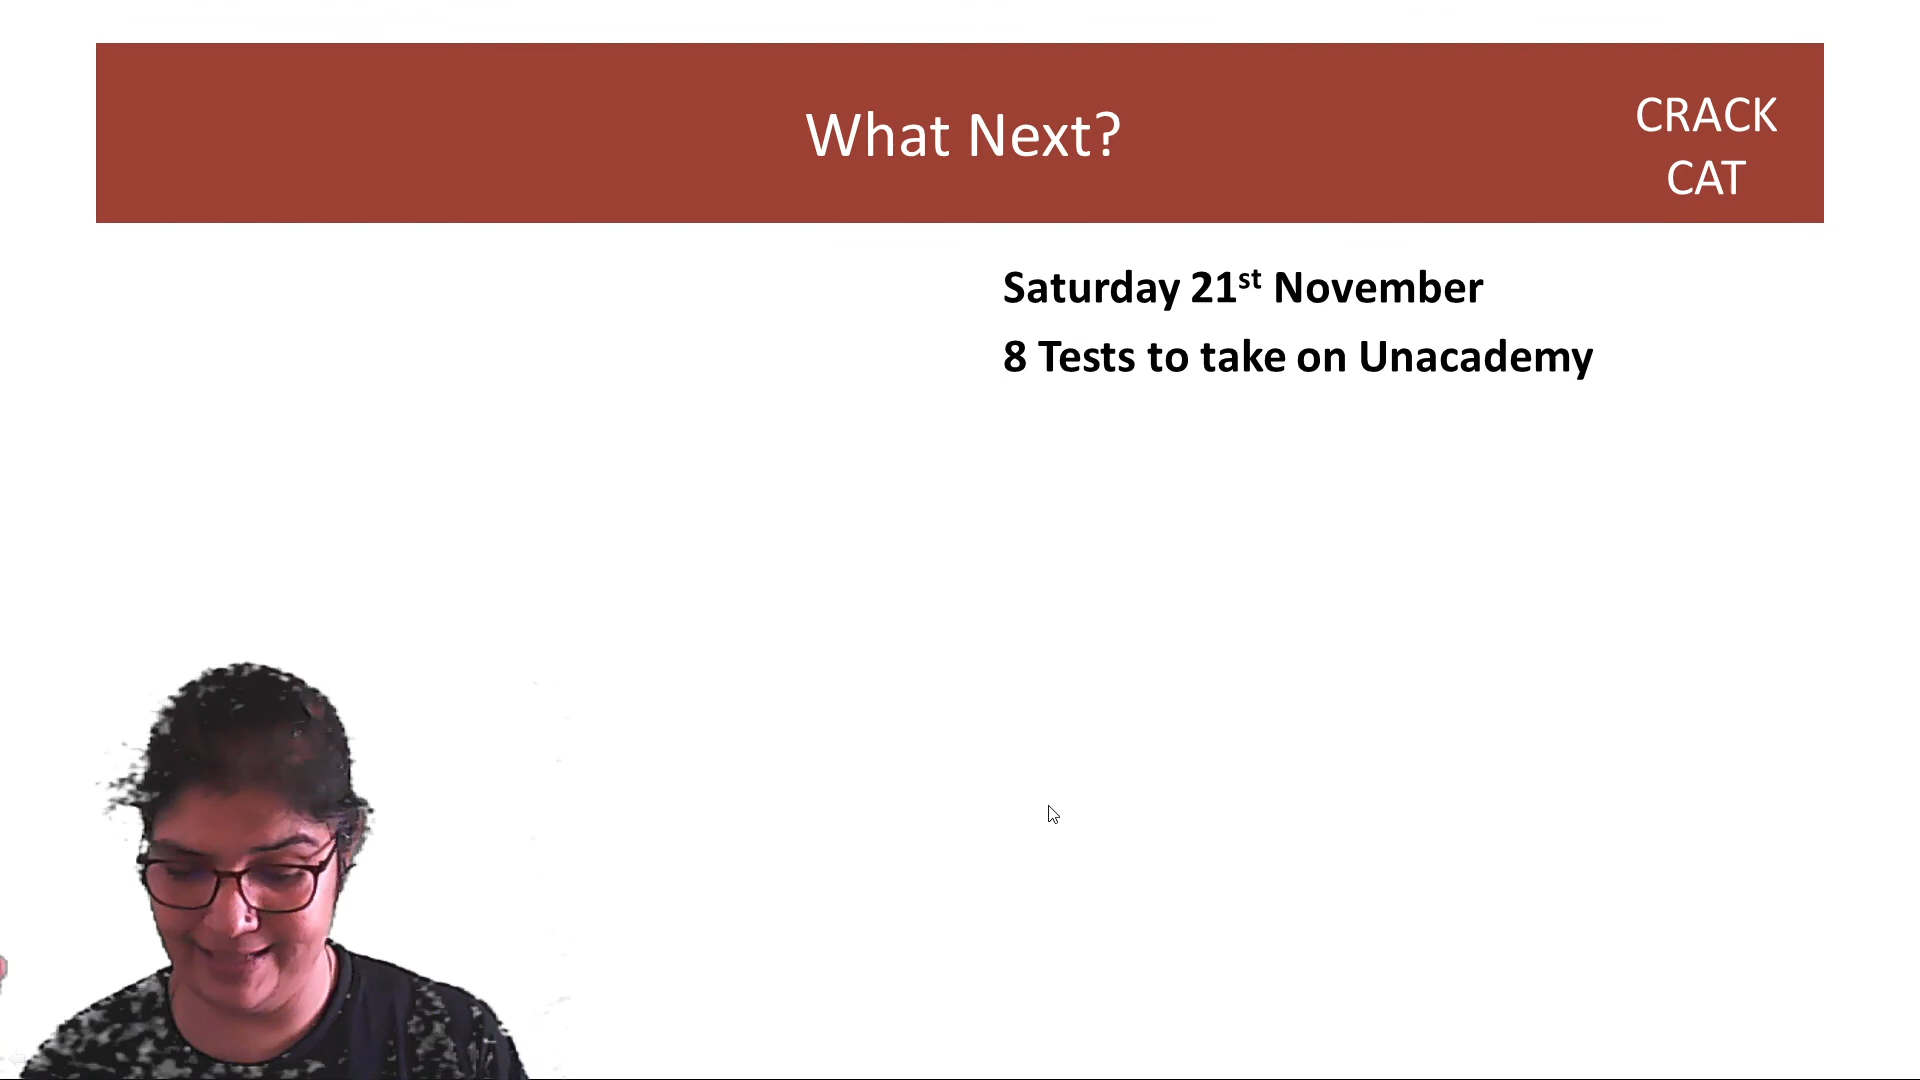 What Next?
CRACK
CAT
Saturday 21st November
8 Tests to take on Unacademy